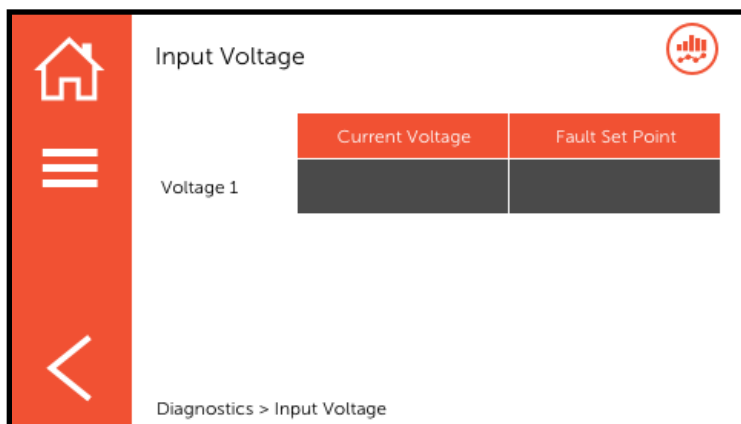 Input Voltage
Current Voltage Fault Set Point
Voltage 1
Diagnostics > Input Voltage